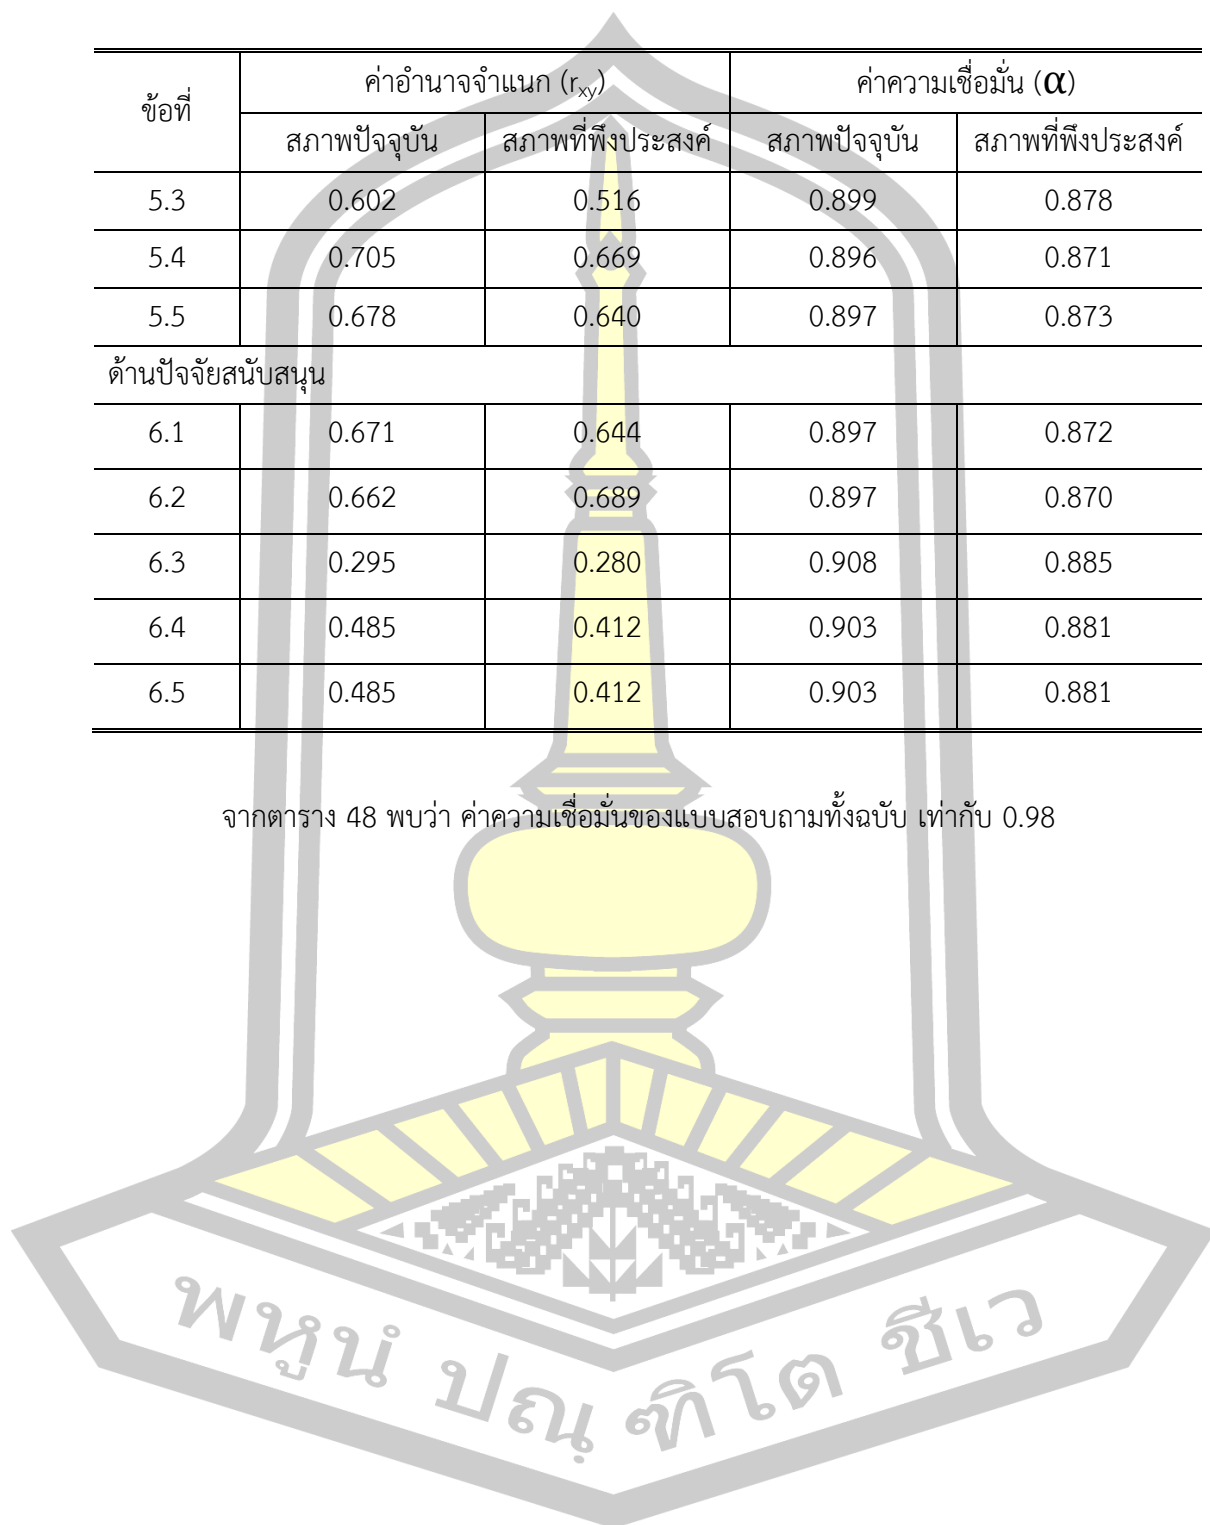 ข้อที่ ค่าอำนาจจำแนก (rxy) ค่าความเชื่อมั่น (α)
สภาพปัจจุบัน สภาพที่พึงประสงค์ สภาพปัจจุบัน สภาพที่พึงประสงค์
5.3 0.602 0.516 0.899 0.878
5.4 0.705 0.669 0.896 0.871
5.5 0.678 0.640 0.897 0.873
ด้านปัจจัยสนับสนุน
6.1 0.671 0.644 0.897 0.872
6.2 0.662 0.689 0.897 0.870
6.3 0.295 0.280 0.908 0.885
6.4 0.485 0.412 0.903 0.881
6.5 0.485 0.412 0.903 0.881
จากตาราง 48 พบว่า ค่าความเชื่อมั่นของแบบสอบถามทั้งฉบับ เท่ากับ 0.98
พหูนํ ปณฺฑิโต ชีเว